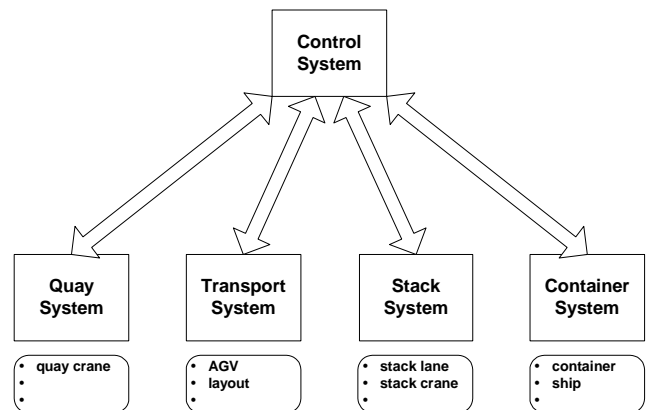 Control
System
Quay
System
Transport
System
Stack
System
Container
System
• quay crane
•
•
• AGV
• layout
•
• stack lane
• stack crane
•
• container
• ship
•